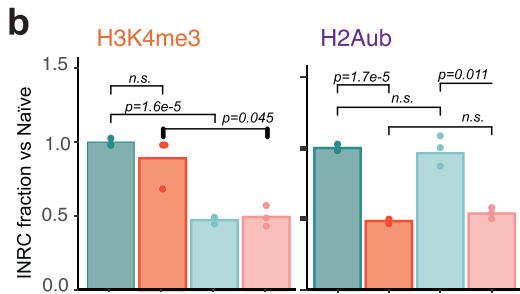 b
H3K4me3
H2Aub
INRC fraction vs Naïve
1.5
1.0
0.5
0.0
n.s.
p=1.6e-5
p=0.045
p=1.7e-5
p=0.011
n.s.
n.s.